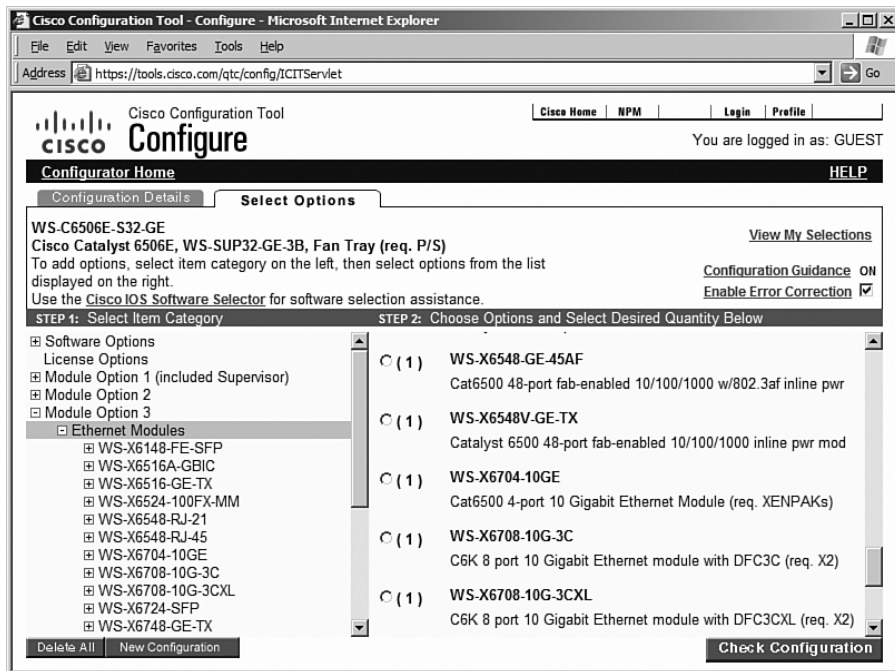 Cisco Configuration Tool - Configure - Microsoft Internet Explorer
File Edit View Favorites Tools Help
Address https://tools.cisco.com/qtc/config/ICITServlet Go
CISCO
Cisco Configuration Tool
Configure
Cisco Home NPM Login Profile
You are logged in as: GUEST
Configurator Home HELP
Configuration Details Select Options
WS-C6506E-S32-GE
Cisco Catalyst 6506E, WS-SUP32-GE-3B, Fan Tray (req. P/S)
To add options, select item category on the left, then select options from the list
displayed on the right.
Use the Cisco IOS Software Selector for software selection assistance.
View My Selections
Configuration Guidance ON
Enable Error Correction
STEP 1: Select Item Category
Software Options
License Options
Module Option 1 (included Supervisor)
Module Option 2
Module Option 3
Ethernet Modules
WS-X6148-FE-SFP
WS-X6516A-GBIC
WS-X6516-GE-TX
WS-X6524-100FX-MM
WS-X6548-RJ-21
WS-X6548-RJ-45
WS-X6704-10GE
WS-X6708-10G-3C
WS-X6708-10G-3CXL
WS-X6724-SFP
WS-X6748-GE-TX
STEP 2: Choose Options and Select Desired Quantity Below
(1) WS-X6548-GE-45AF
Cat6500 48-port fab-enabled 10/100/1000 w/802.3af inline pwr
(1) WS-X6548V-GE-TX
Catalyst 6500 48-port fab-enabled 10/100/1000 inline pwr mod
(1) WS-X6704-10GE
Cat6500 4-port 10 Gigabit Ethernet Module (req. XENPAKs)
(1) WS-X6708-10G-3C
C6K 8 port 10 Gigabit Ethernet module with DFC3C (req. X2)
(1) WS-X6708-10G-3CXL
C6K 8 port 10 Gigabit Ethernet module with DFC3CXL (req. X2)
Delete All New Configuration Check Configuration